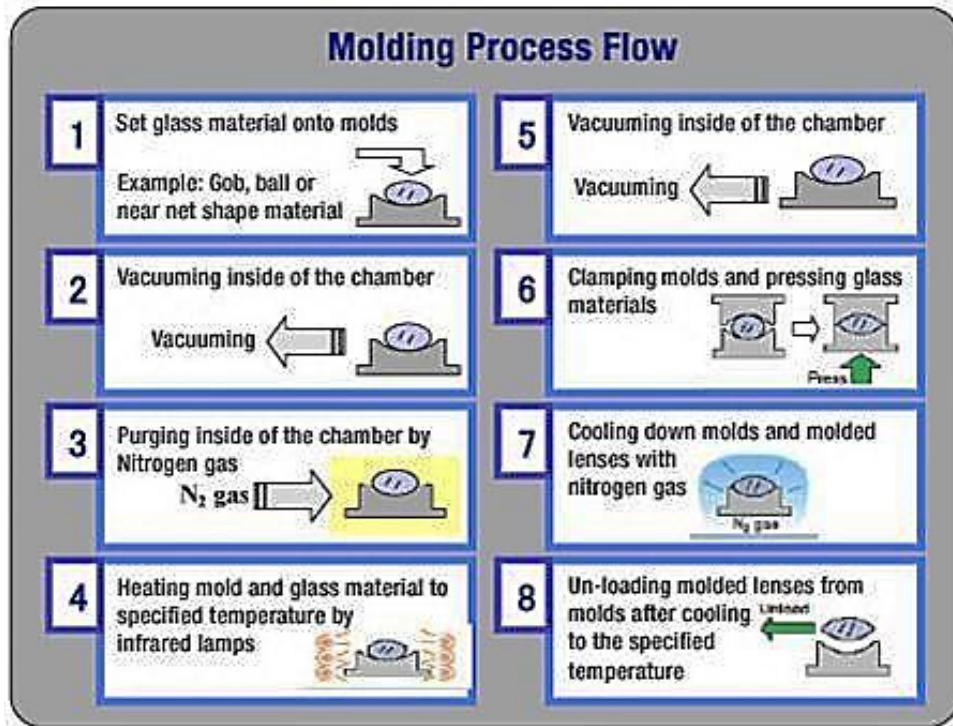 Molding Process Flow
1
Set glass material onto molds
Example: Gob, ball or
near net shape material
2
Vacuuming inside of the chamber
Vacuuming
3
Purging inside of the chamber by
Nitrogen gas
N₂ gas
4
Heating mold and glass material to
specified temperature by
infrared lamps
5
Vacuuming inside of the chamber
Vacuuming
6
Clamping molds and pressing glass
materials
Press
7
Cooling down molds and molded
lenses with
nitrogen gas
N₂ gas
8
Un-loading molded lenses from
molds after cooling
Unload
to the specified
temperature